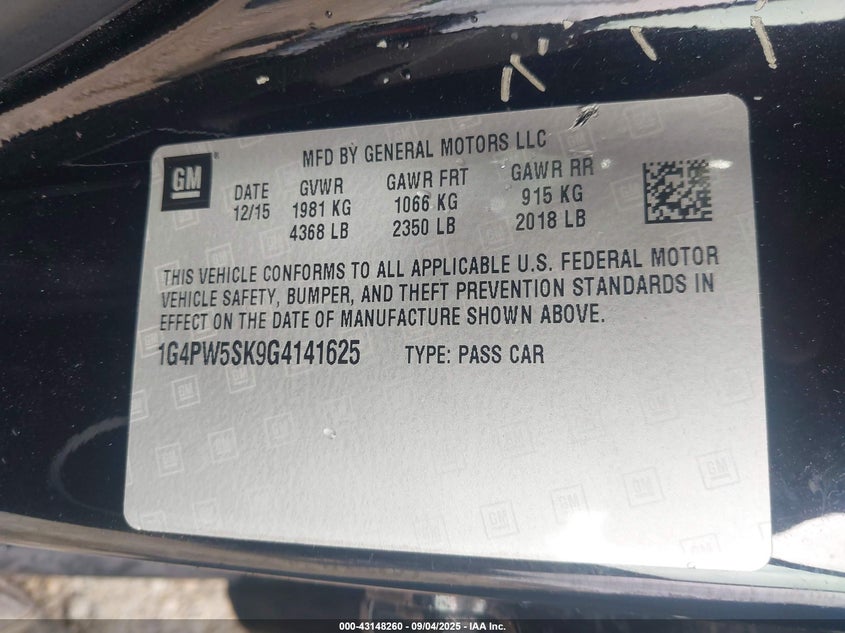 MFD BY GENERAL MOTORS LLC
GM
DATE GVWR GAWR FRT GAWR RR
12/15 1981 KG 1066 KG 915 KG
4368 LB 2350 LB 2018 LB
THIS VEHICLE CONFORMS TO ALL APPLICABLE U.S. FEDERAL MOTOR
VEHICLE SAFETY, BUMPER, AND THEFT PREVENTION STANDARDS IN
EFFECT ON THE DATE OF MANUFACTURE SHOWN ABOVE.
1G4PW5SK9G4141625 TYPE: PASS CAR
000-43148260 - 09/04/2025 - IAA Inc.